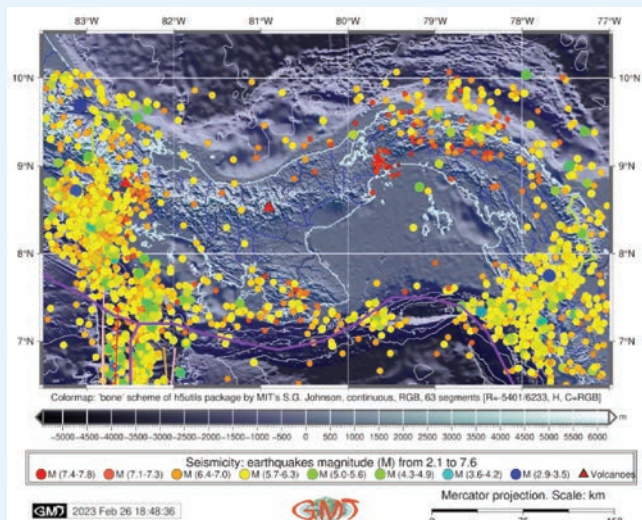 83°W 82°W 81°W 80°W 79°W 78°W 77°W
10°N 10°N
9°N 9°N
8°N 8°N
7°N 7°N
Colormap: 'bone' scheme of h5utils package by MIT's S.G. Johnson, continuous, RGB, 63 segments [R=-5401/6233, H, C=RGB]
m
-5000 -4500 -4000 -3500 -3000 -2500 -2000 -1500 -1000 -500 0 500 1000 1500 2000 2500 3000 3500 4000 4500 5000 5500 6000
Seismicity: earthquakes magnitude (M) from 2.1 to 7.6
M (7.4-7.8) M (7.1-7.3) M (6.4-7.0) M (5.7-6.3) M (5.0-5.6) M (4.3-4.9) M (3.6-4.2) M (2.9-3.5) Volcanoes
GMT 2023 Feb 26 18:48:36
GMT
Mercator projection. Scale: km
0 75 150